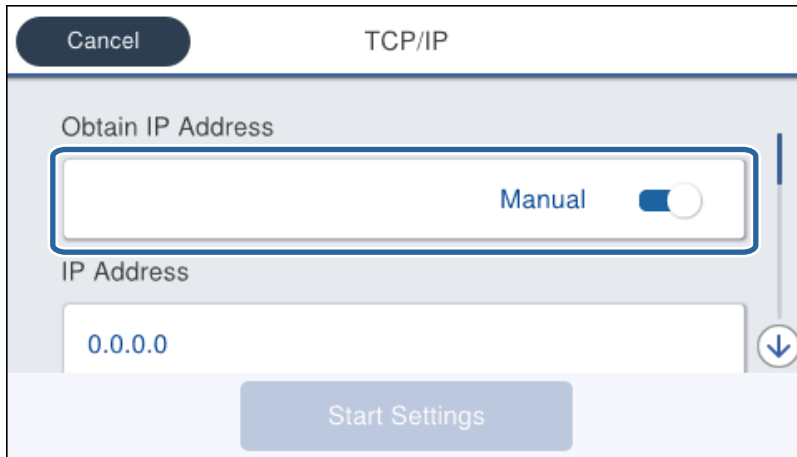 Cancel TCP/IP
Obtain IP Address
Manual
IP Address
0.0.0.0
Start Settings